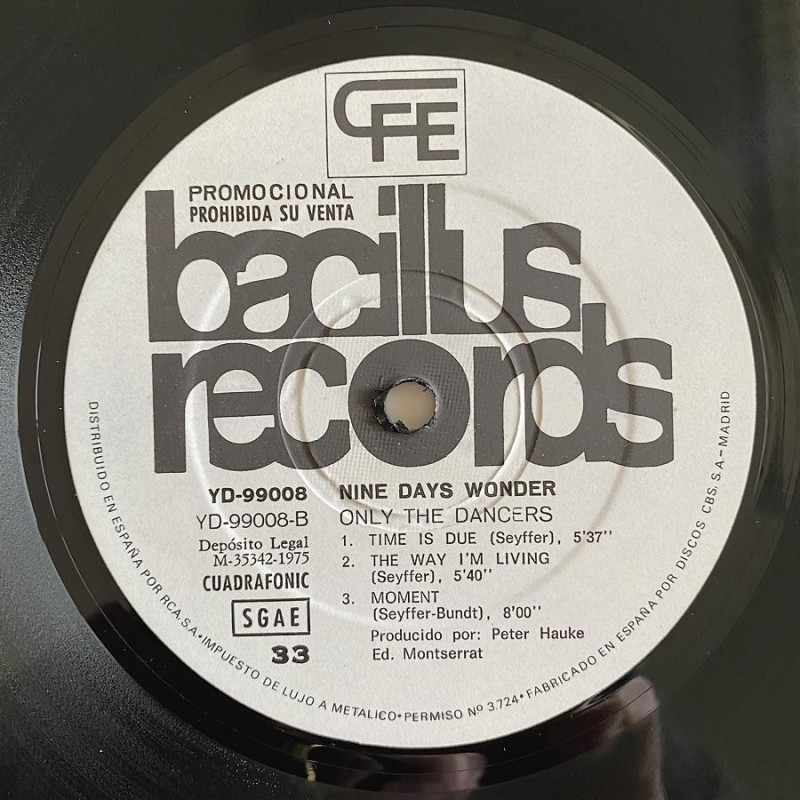 CFE
PROMOCIONAL
PROHIBIDA SU VENTA
bacillus
records
YD-99008
YD-99008-B
Depósito Legal
M-35342-1975
CUADRAFONIC
SGAE
33
NINE DAYS WONDER
ONLY THE DANCERS
1. TIME IS DUE (Seyffer), 5'37''
2. THE WAY I'M LIVING
(Seyffer), 5'40''
3. MOMENT
(Seyffer-Bundt), 8'00''
Producido por: Peter Hauke
Ed. Montserrat
DISTRIBUIDO EN ESPAÑA POR RCA.S.A.•IMPUESTO DE LUJO A METALICO•PERMISO Nº 3.724•FABRICADO EN ESPAÑA POR DISCOS CBS. S.A.-MADRID